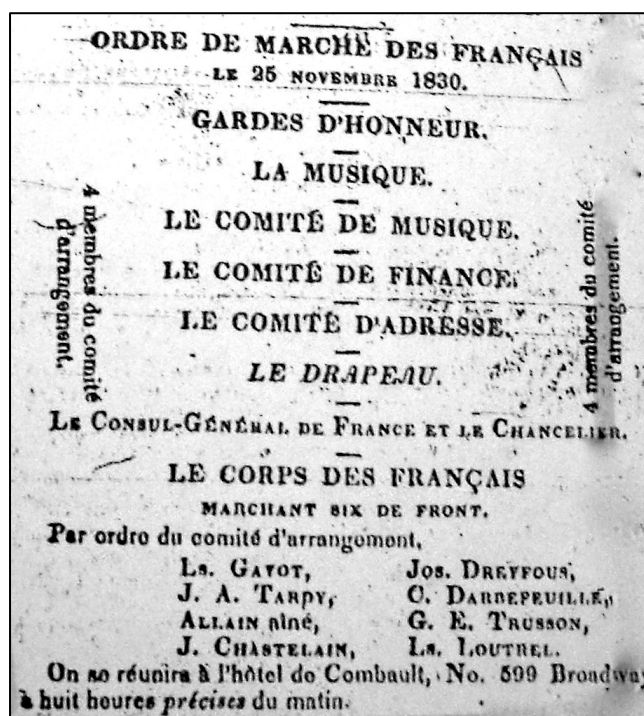 ORDRE DE MARCHE DES FRANÇAIS
LE 25 NOVEMBRE 1830.
GARDES D'HONNEUR.
LA MUSIQUE.
LE COMITÉ DE MUSIQUE.
LE COMITÉ DE FINANCE.
LE COMITÉ D'ADRESSE.
LE DRAPEAU.
4 membres du comité
d'arrangement.
4 membres du comité
d'arrangement.
LE CONSUL-GÉNÉRAL DE FRANCE ET LE CHANCELIER.
LE CORPS DES FRANÇAIS
MARCHANT SIX DE FRONT.
Par ordre du comité d'arrangement,
Ls. GAYOT, Jos. DREYFOUS,
J. A. TARDY, C. DARBEFEUILLE,
ALLAIN aîné, G. E. TRUSSON,
J. CHASTELAIN, Ls. LOUTREL.
On se réunira à l'hôtel de Combault, No. 599 Broadway
à huit heures précises du matin.